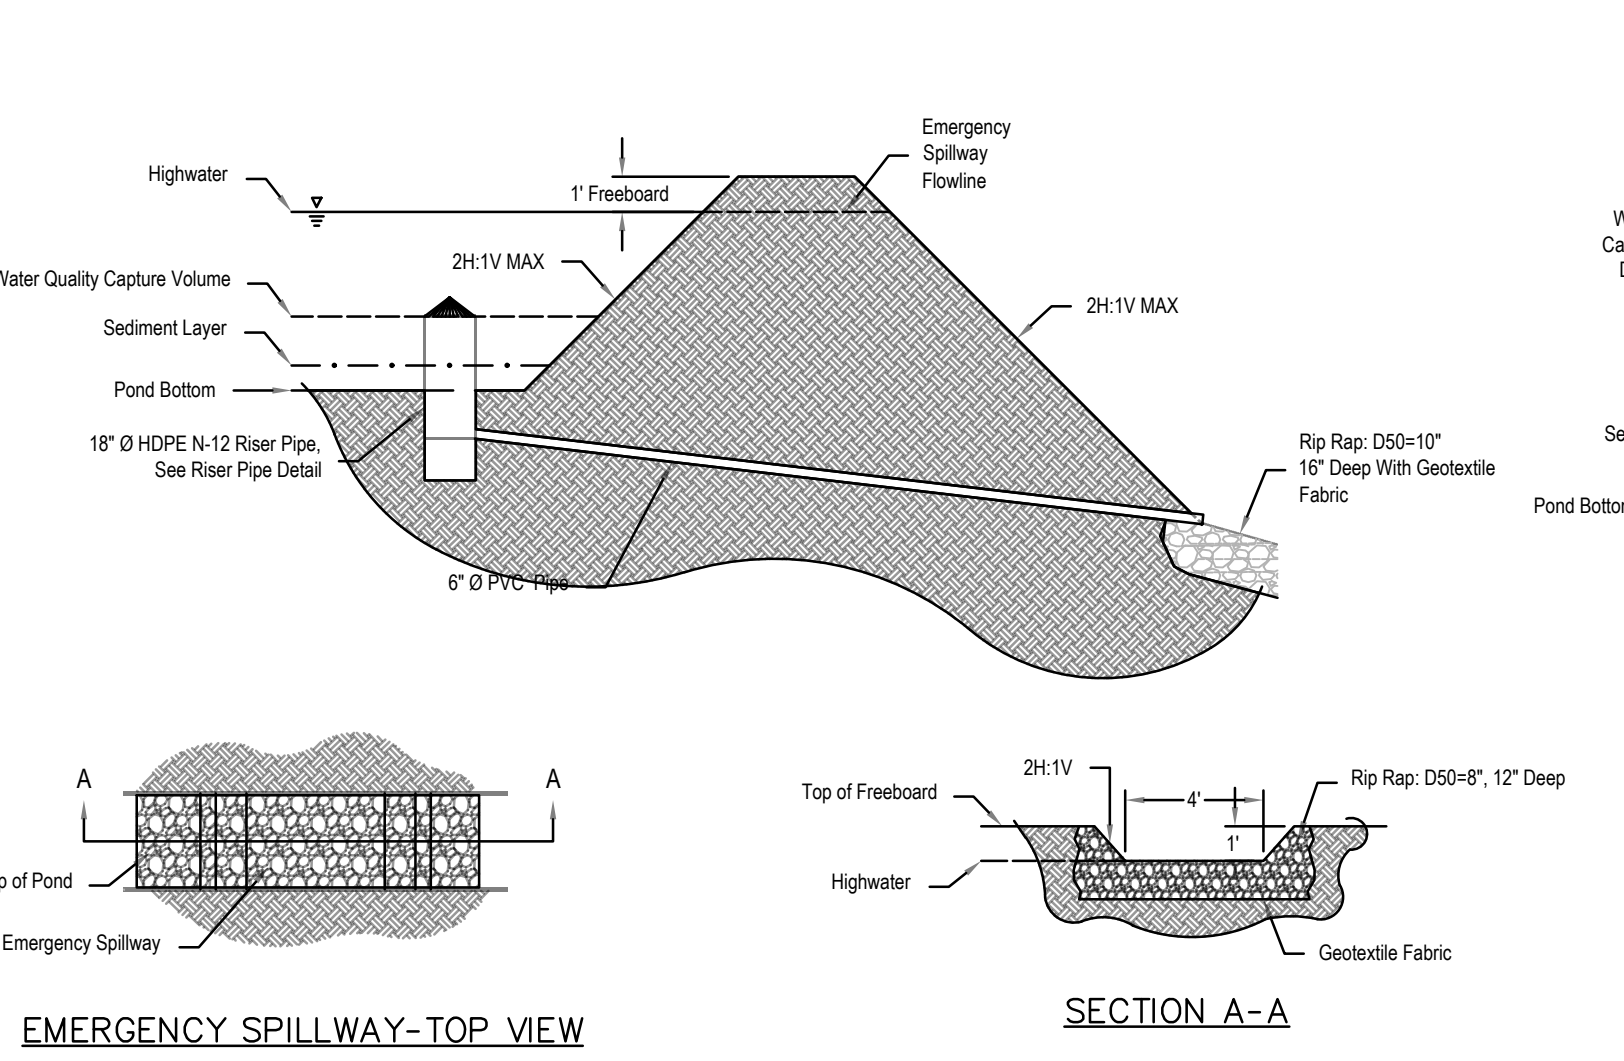 Emergency
Spillway
Flowline
Highwater
1' Freeboard
2H:1V MAX
Water Quality Capture Volume
2H:1V MAX
Sediment Layer
Pond Bottom
18" Ø HDPE N-12 Riser Pipe,
See Riser Pipe Detail
Rip Rap: D50=10"
16" Deep With Geotextile
Fabric
6" Ø PVC Pipe
Pond Bottom
A
A
p of Pond
Emergency Spillway
EMERGENCY SPILLWAY-TOP VIEW
2H:1V
Top of Freeboard
4'
Rip Rap: D50=8", 12" Deep
1'
Highwater
Geotextile Fabric
SECTION A-A